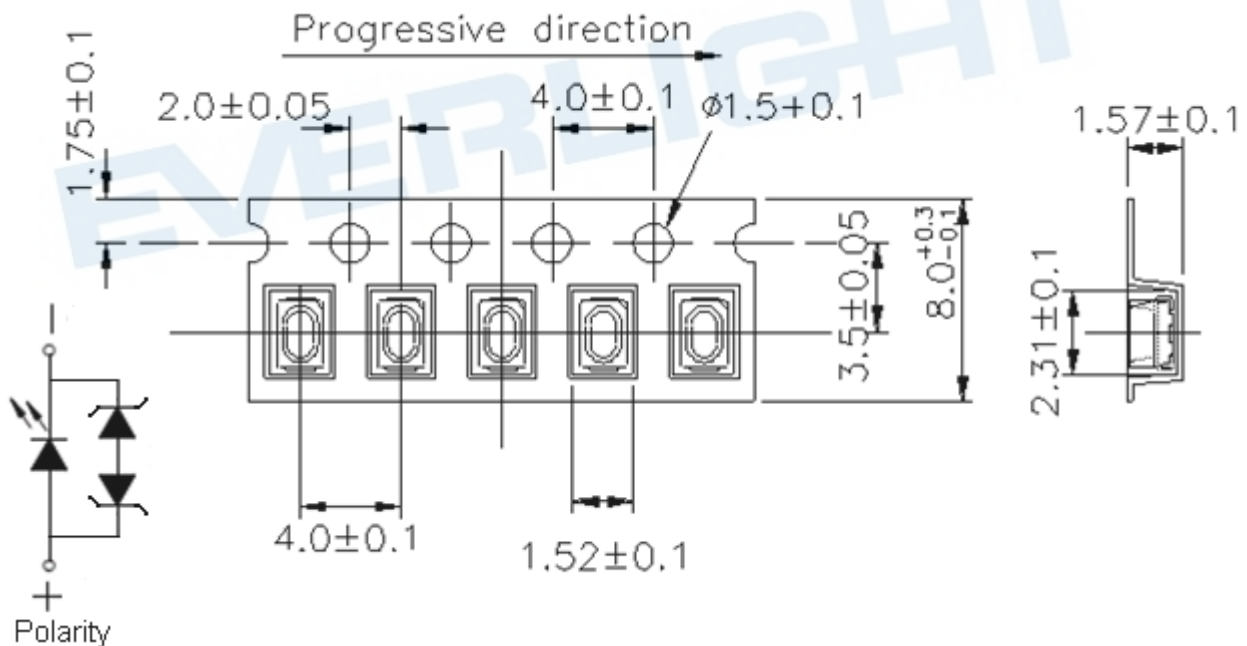 Progressive direction
EVERLIGHT
1.75±0.1
2.0±0.05
4.0±0.1
ø1.5+0.1
1.57±0.1
3.5±0.05
8.0+0.3-0.1
2.31±0.1
4.0±0.1
1.52±0.1
−
+
Polarity